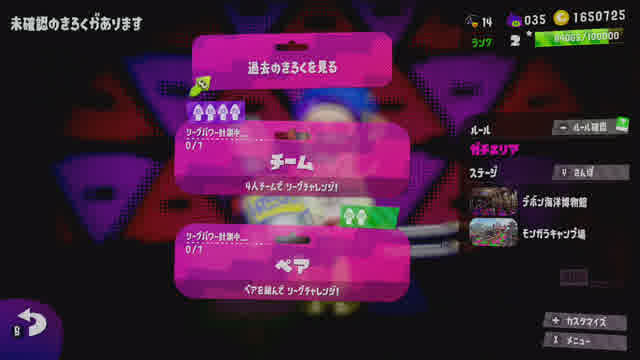 未確認のきろくがあります
14
035
1650725
ランク
2
84063/100000
過去のきろくを見る
リーグパワー計測中...
0/7
チーム
4人チームで リーグチャレンジ!
リーグパワー計測中...
0/7
ペア
ペアを組んで リーグチャレンジ!
ルール
ルール確認
ガチエリア
ステージ
Y さんぽ
デボン海洋博物館
モンガラキャンプ場
B
+ カスタマイズ
X メニュー